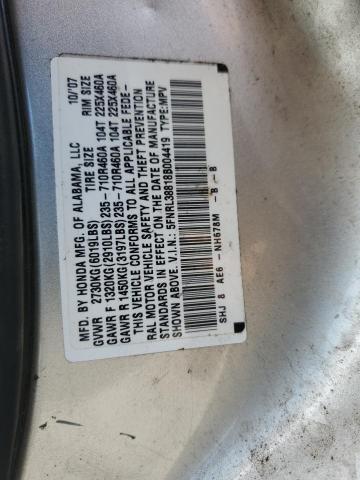 MFD. BY HONDA MFG. OF ALABAMA, LLC 10/07
TIRE SIZE RIM SIZE
GVWR 2730KG(6019LBS)
GAWR F 1320KG(2910LBS) 235-710R460A 104T 225X460A
GAWR R 1450KG(3197LBS) 235-710R460A 104T 225X460A
THIS VEHICLE CONFORMS TO ALL APPLICABLE FEDE-
RAL MOTOR VEHICLE SAFETY AND THEFT PREVENTION
STANDARDS IN EFFECT ON THE DATE OF MANUFACTURE
SHOWN ABOVE. V.I.N.: 5FNRL38818B004419 TYPE:MPV
SHJ 8 AE6 -NH678M -B -B